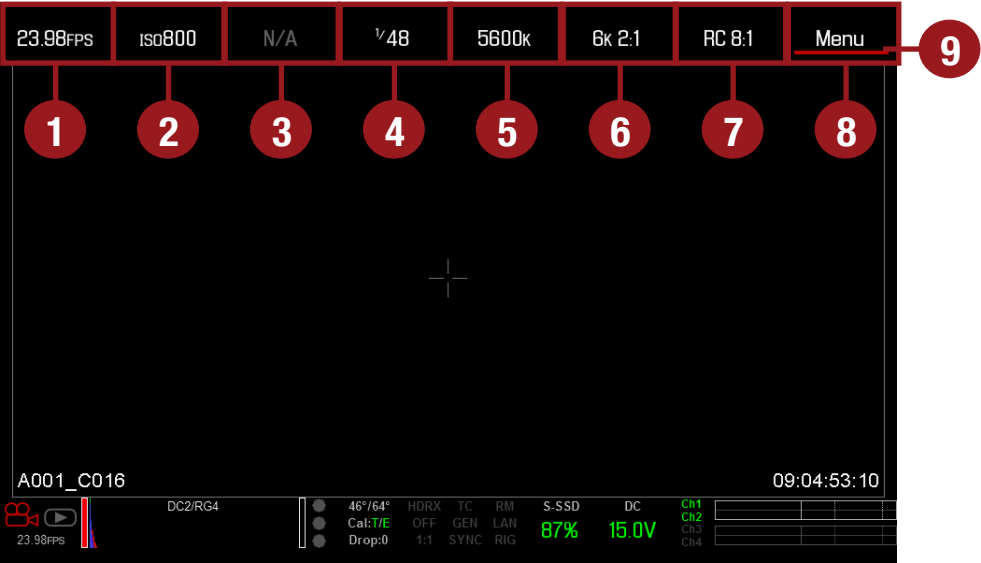 23.98FPS ISO800 N/A 1/48 5600K 6K 2:1 RC 8:1 Menu 9
1 2 3 4 5 6 7 8
A001_C016 09:04:53:10
DC2/RG4 46°/64° HDRX TC RM S-SSD DC Ch1
Cal:T/E OFF GEN LAN 87% 15.0V Ch2
23.98FPS Drop:0 1:1 SYNC RIG Ch3
Ch4